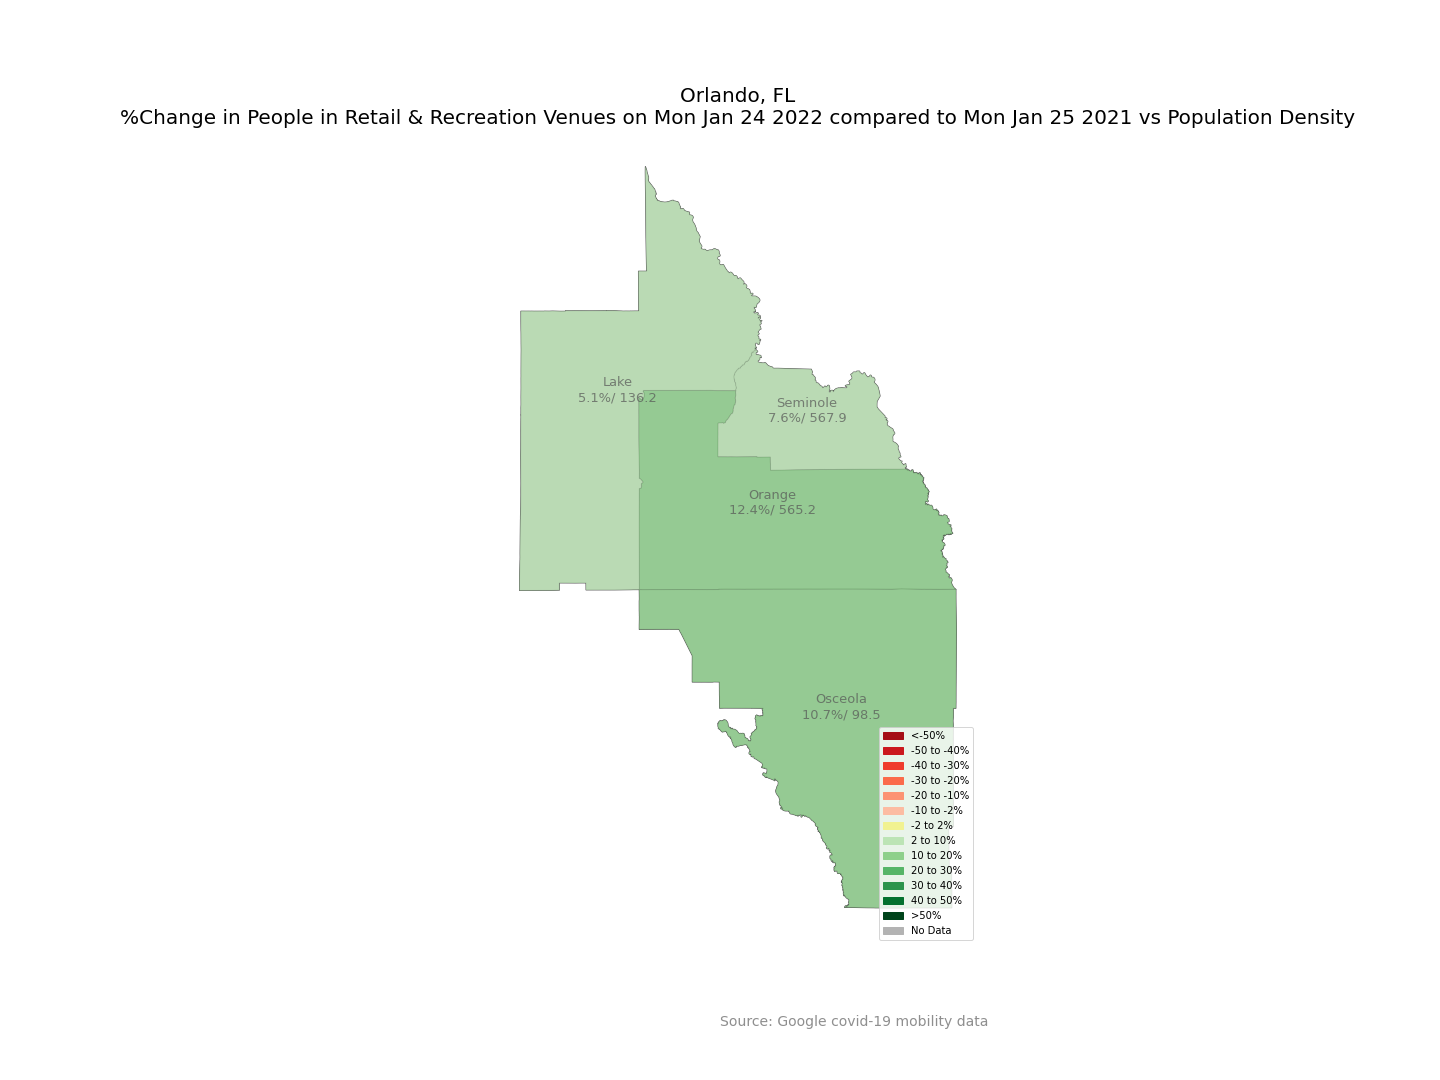 Orlando, FL
%Change in People in Retail & Recreation Venues on Mon Jan 24 2022 compared to Mon Jan 25 2021 vs Population Density
Lake
5.1%/ 136.2
Seminole
7.6%/ 567.9
Orange
12.4%/ 565.2
Osceola
10.7%/ 98.5
<-50%
-50 to -40%
-40 to -30%
-30 to -20%
-20 to -10%
-10 to -2%
-2 to 2%
2 to 10%
10 to 20%
20 to 30%
30 to 40%
40 to 50%
>50%
No Data
Source: Google covid-19 mobility data